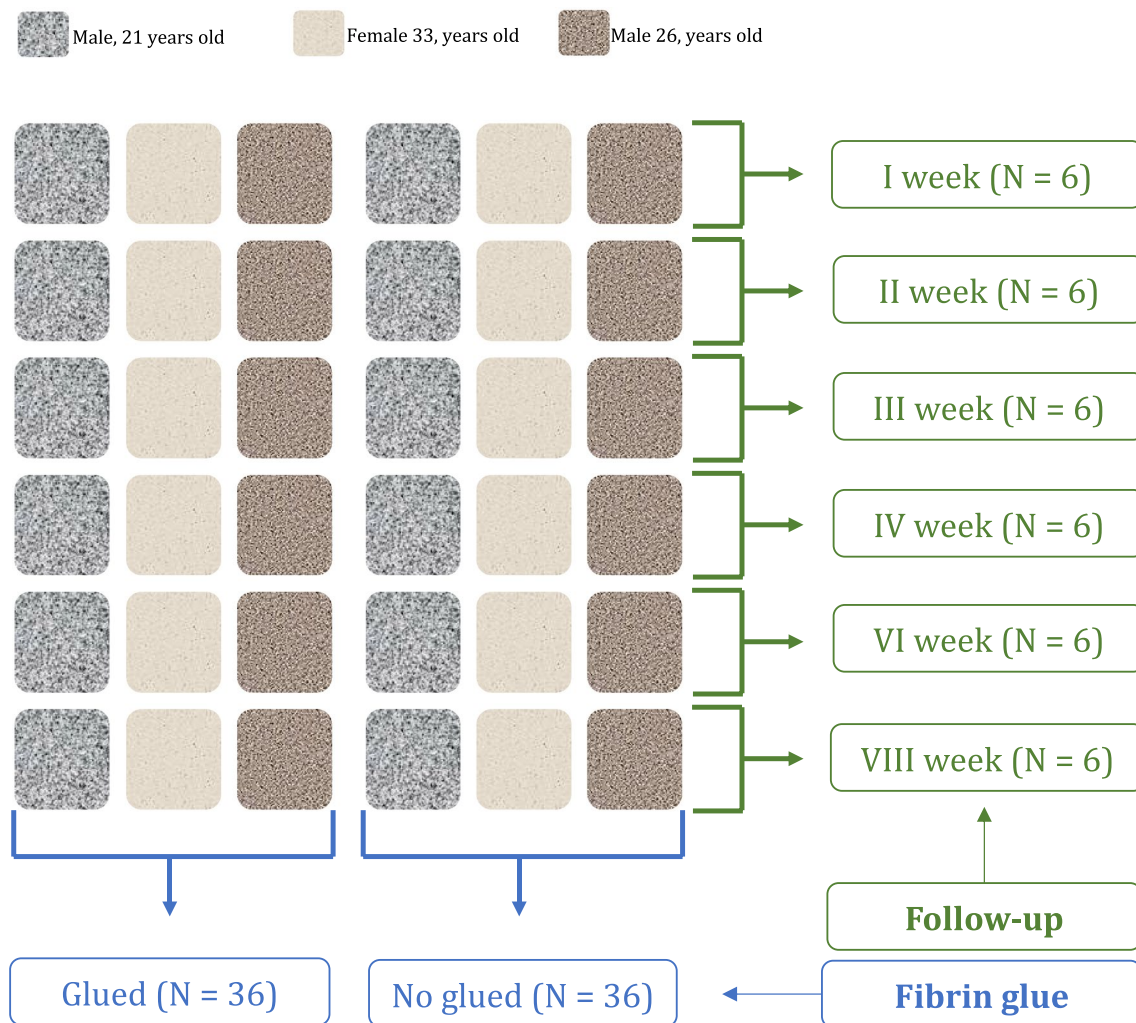 Male, 21 years old
Female 33, years old
Male 26, years old
I week (N = 6)
II week (N = 6)
III week (N = 6)
IV week (N = 6)
VI week (N = 6)
VIII week (N = 6)
Follow-up
Glued (N = 36)
No glued (N = 36)
Fibrin glue